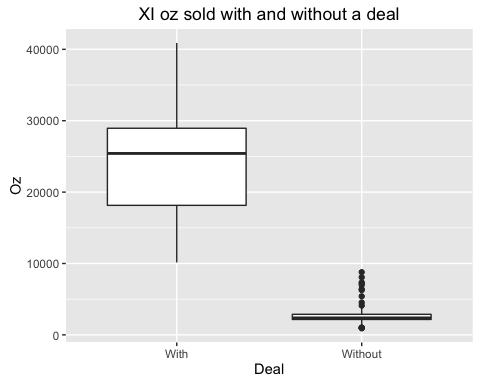 XI oz sold with and without a deal
Oz
40000
30000
20000
10000
0
With
Without
Deal